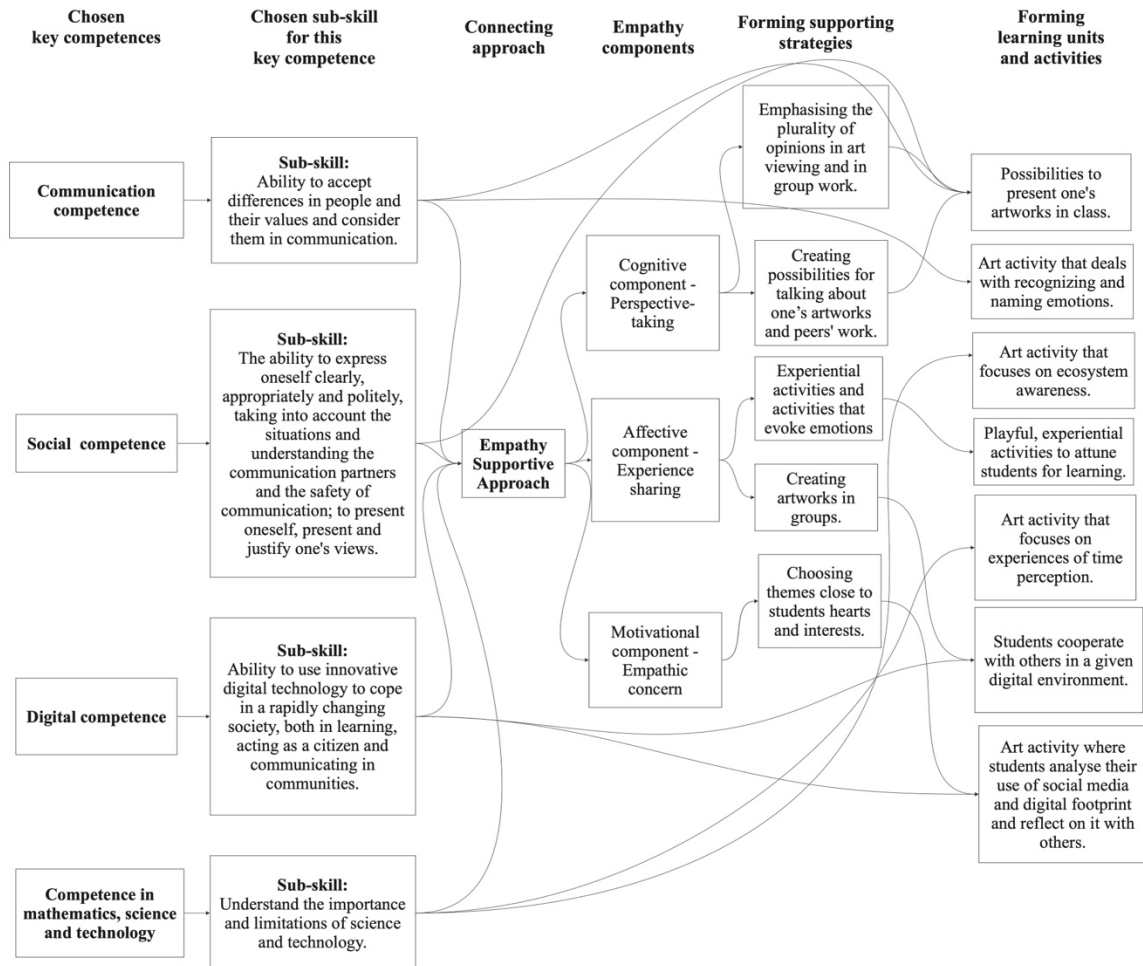 Chosen
key competences
Chosen sub-skill
for this
key competence
Connecting
approach
Empathy
components
Forming supporting
strategies
Forming
learning units
and activities
Communication
competence
Sub-skill:
Ability to accept
differences in people
and their values and consider
them in communication.
Social  competence
Sub-skill:
The ability to express
oneself clearly,
appropriately and politely,
taking into account the
situations and
understanding the
communication partners
and the safety of
communication; to present
oneself, present and
justify one's views.
Digital competence
Sub-skill:
Ability to use innovative
digital technology to cope
in a rapidly changing
society, both in learning,
acting as a citizen and
communicating in
communities.
Competence in
mathematics, science
and technology
Sub-skill:
Understand the importance
and limitations of science
and technology.
Empathy
Supportive
Approach
Cognitive
component -
Perspective-
taking
Affective
component -
Experience
sharing
Motivational
component -
Empathic
concern
Emphasising the
plurality of
opinions in art
viewing and in
group work.
Creating
possibilities for
talking about
one’s artworks
and peers' work.
Experiential
activities and
activities that
evoke emotions
Creating
artworks in
groups.
Choosing
themes close to
students hearts
and interests.
Possibilities to
present one's
artworks in class.
Art activity that deals
with recognizing and
naming emotions.
Art activity that
focuses on ecosystem
awareness.
Playful, experiential
activities to attune
students for learning.
Art activity that
focuses on
experiences of time
perception.
Students cooperate
with others in a given
digital environment.
Art activity where
students analyse their
use of social media
and digital footprint
and reflect on it with
others.